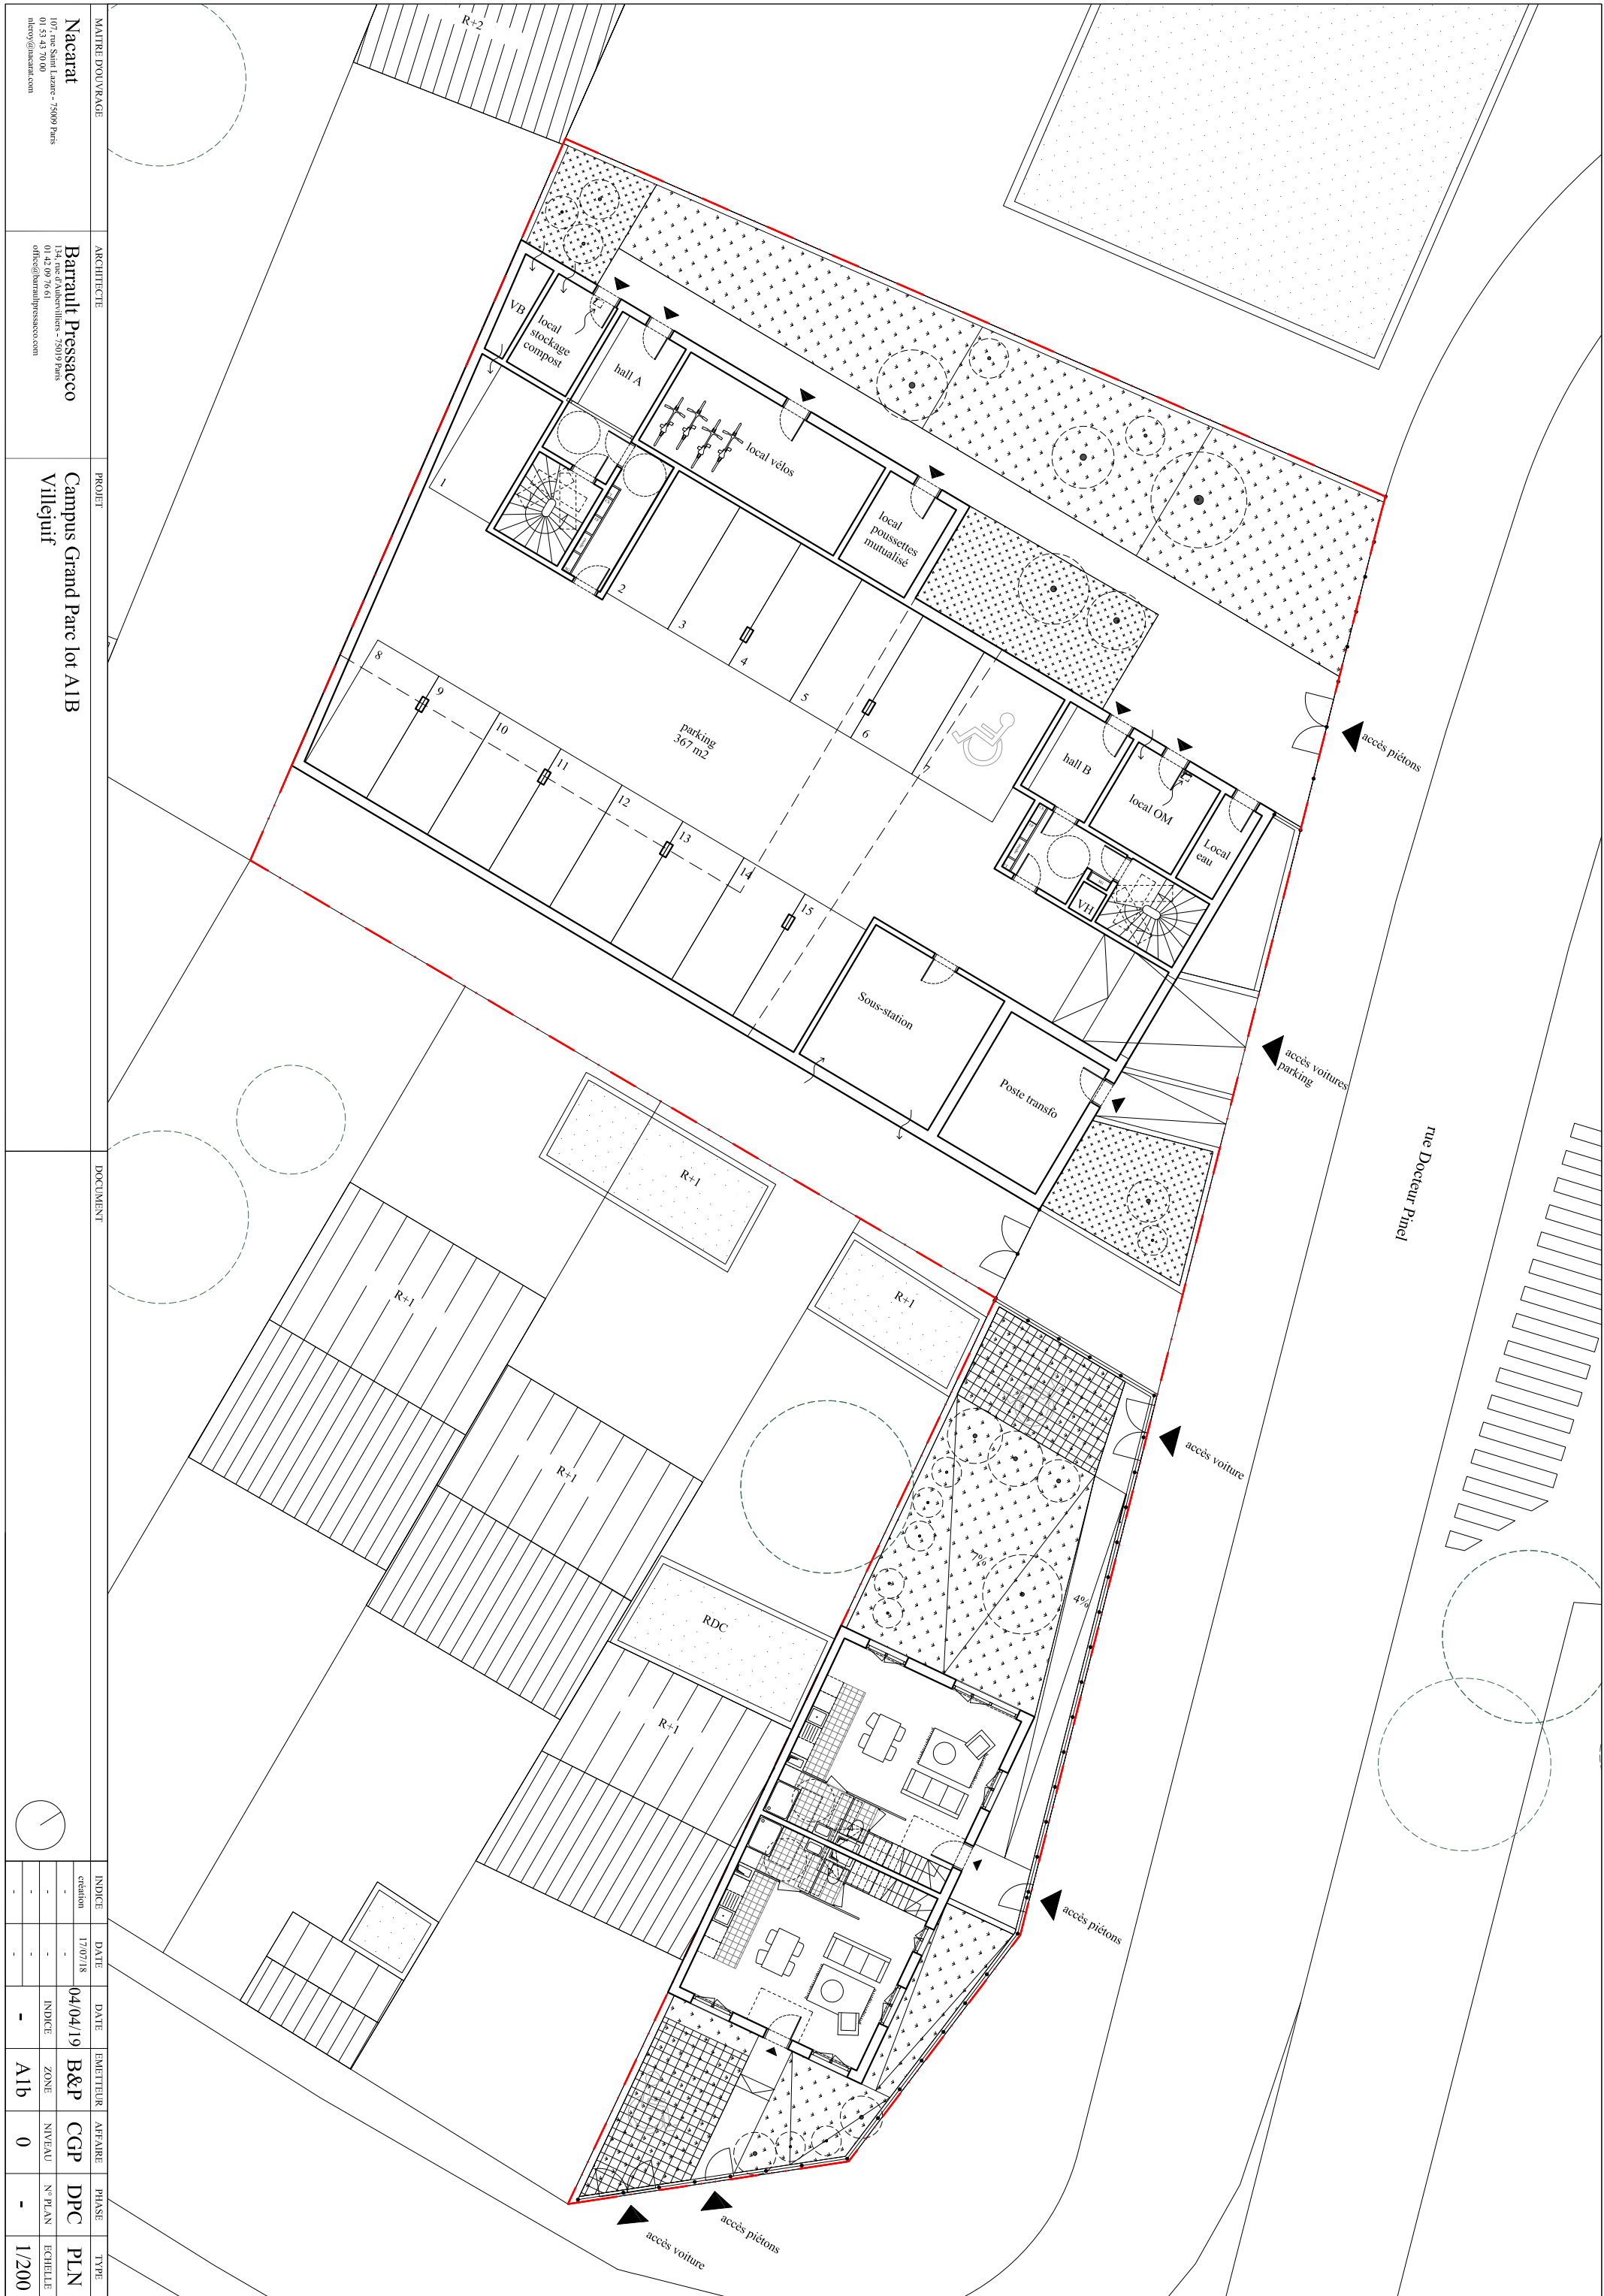 R+2
VB
local
stockage
compost
hall A
local vélos
local
poussettes
mutualisé
1
2
3
4
5
6
7
8
9
10
11
12
13
14
15
parking
367 m2
hall B
local OM
Local
eau
VH
Sous-station
Poste transfo
accès piétons
accès voitures
parking
rue Docteur Pinel
accès voiture
7%
4%
R+1
R+1
R+1
R+1
RDC
R+1
accès piétons
accès piétons
accès voiture
MAITRE D'OUVRAGE
Nacarat
107, rue Saint Lazare - 75009 Paris
01 53 43 70 00
nleroy@nacarat.com
ARCHITECTE
Barrault Pressacco
134, rue d'Aubervilliers - 75019 Paris
01 42 09 76 61
office@barraultpressacco.com
PROJET
Campus Grand Parc lot A1B
Villejuif
DOCUMENT
INDICE DATE DATE EMETTEUR AFFAIRE PHASE TYPE
création 17/07/18 04/04/19 B&P CGP DPC PLN
- -
- - INDICE ZONE NIVEAU N° PLAN ECHELLE
- -
- - - A1b 0 - 1/200